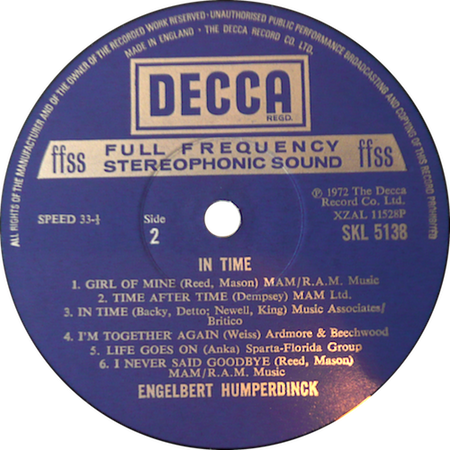 ALL RIGHTS OF THE MANUFACTURER AND OF THE OWNER OF THE RECORDED WORK RESERVED · UNAUTHORISED PUBLIC PERFORMANCE BROADCASTING AND COPYING OF THIS RECORD PROHIBITED
MADE IN ENGLAND · THE DECCA RECORD CO. LTD.
DECCA
REGD.
ffss FULL FREQUENCY STEREOPHONIC SOUND ffss
℗ 1972 The Decca
Record Co. Ltd.
SPEED 33-⅓ Side XZAL 11528P
2 SKL 5138
IN TIME
1. GIRL OF MINE (Reed, Mason) MAM/R.A.M. Music
2. TIME AFTER TIME (Dempsey) MAM Ltd.
3. IN TIME (Backy, Detto; Newell, King) Music Associates/
Britico
4. I'M TOGETHER AGAIN (Weiss) Ardmore & Beechwood
5. LIFE GOES ON (Anka) Sparta-Florida Group
6. I NEVER SAID GOODBYE (Reed, Mason)
MAM/R.A.M. Music
ENGELBERT HUMPERDINCK